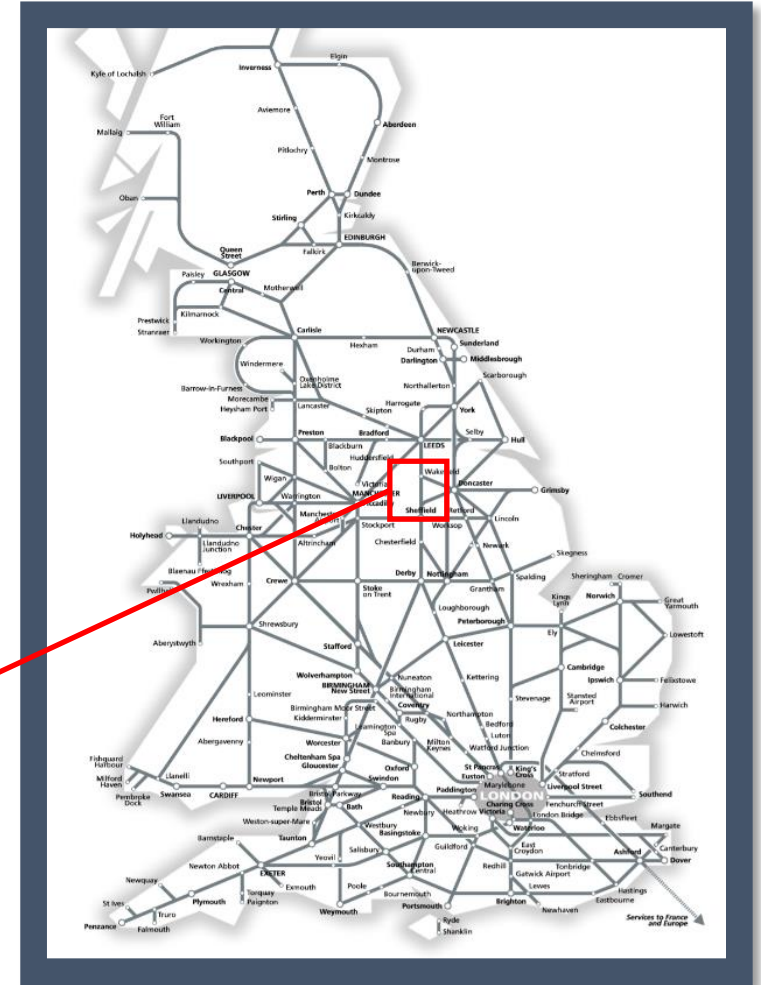 Elgin
Inverness
Kyle of Lochalsh
Aviemore
Fort
William
Aberdeen
Mallaig
Pitlochry
Montrose
Perth
Dundee
Oban
Stirling
Kirkcaldy
EDINBURGH
Queen
Street
Falkirk
Berwick-
upon-Tweed
Paisley
GLASGOW
Central
Motherwell
Prestwick
Kilmarnock
Stranraer
Carlisle
NEWCASTLE
Workington
Hexham
Sunderland
Durham
Darlington
Middlesbrough
Windermere
Scarborough
Oxenholme
Lake District
Barrow-in-Furness
Northallerton
Morecambe
Lancaster
Harrogate
York
Heysham Port
Skipton
Preston
Bradford
Selby
Blackpool
Blackburn
LEEDS
Hull
Huddersfield
Southport
Bolton
Wakefield
Wigan
Victoria
Doncaster
MANCHESTER
Grimsby
LIVERPOOL
Warrington
Piccadilly
Sheffield
Retford
Manchester
Airport
Lincoln
Llandudno
Stockport
Worksop
Holyhead
Chester
Llandudno
Junction
Altrincham
Chesterfield
Newark
Skegness
Blaenau Ffestiniog
Derby
Nottingham
Sheringham
Cromer
Pwllheli
Wrexham
Crewe
Stoke
on Trent
Spalding
Grantham
Kings
Lynn
Norwich
Great
Yarmouth
Loughborough
Peterborough
Shrewsbury
Ely
Lowestoft
Aberystwyth
Stafford
Leicester
Cambridge
Wolverhampton
BIRMINGHAM
New Street
Nuneaton
Kettering
Ipswich
Felixstowe
Birmingham
International
Leominster
Stevenage
Stansted
Airport
Birmingham Moor Street
Coventry
Harwich
Kidderminster
Northampton
Hereford
Rugby
Bedford
Leamington
Spa
Colchester
Worcester
Banbury
Milton
Keynes
Luton
Abergavenny
Watford Junction
Chelmsford
Cheltenham Spa
Oxford
St Pancras
King's
Cross
Fishguard
Harbour
Gloucester
Euston
Stratford
Llanelli
Swindon
Marylebone
Milford
Haven
Newport
Bristol Parkway
Reading
Paddington
LONDON
Liverpool Street
Pembroke
Dock
Swansea
CARDIFF
Bristol
Temple Meads
Bath
Charing Cross
Fenchurch Street
Southend
Newbury
Heathrow
Victoria
London Bridge
Ebbsfleet
Weston-super-Mare
Westbury
Basingstoke
Waterloo
Margate
Barnstaple
Taunton
Woking
East
Croydon
Canterbury
Salisbury
Guildford
Ashford
Newton Abbot
Yeovil
Southampton
Central
Redhill
Tonbridge
Dover
EXETER
Gatwick Airport
Newquay
Exmouth
Poole
Lewes
Hastings
St Ives
Plymouth
Torquay
Paignton
Bournemouth
Eastbourne
Truro
Weymouth
Portsmouth
Brighton
Newhaven
Penzance
Falmouth
Ryde
Shanklin
Services to France
and Europe